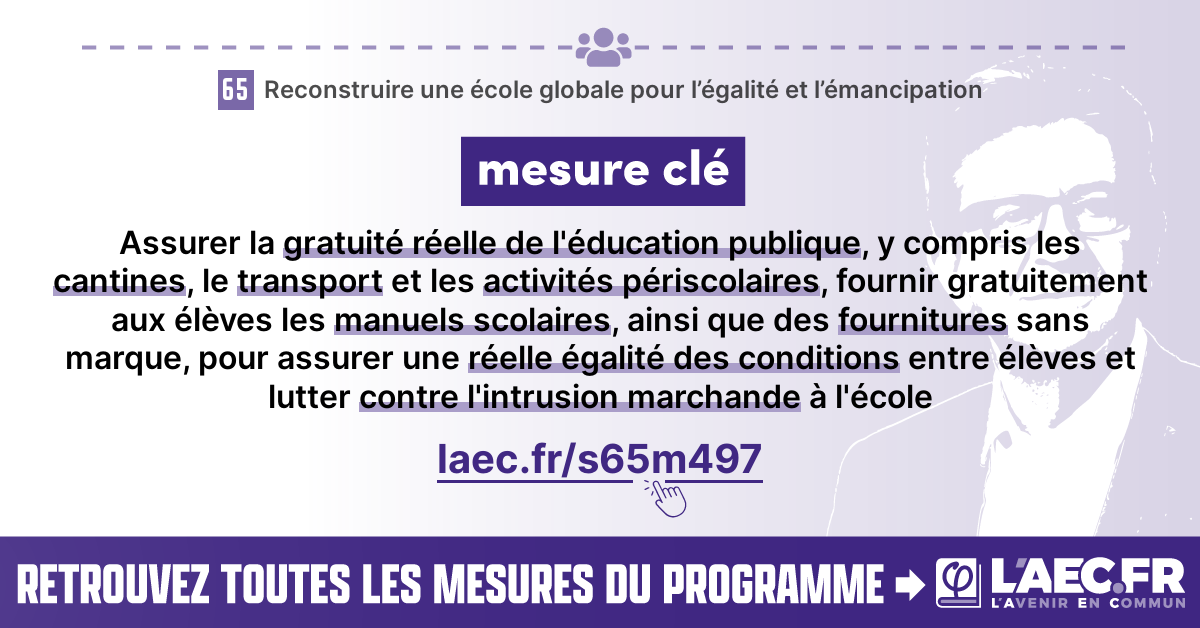 65 Reconstruire une école globale pour l’égalité et l’émancipation
mesure clé
Assurer la gratuité réelle de l'éducation publique, y compris les
cantines, le transport et les activités périscolaires, fournir gratuitement
aux élèves les manuels scolaires, ainsi que des fournitures sans
marque, pour assurer une réelle égalité des conditions entre élèves et
lutter contre l'intrusion marchande à l'école
laec.fr/s65m497
RETROUVEZ TOUTES LES MESURES DU PROGRAMME φ L'AEC.FR
L'AVENIR EN COMMUN